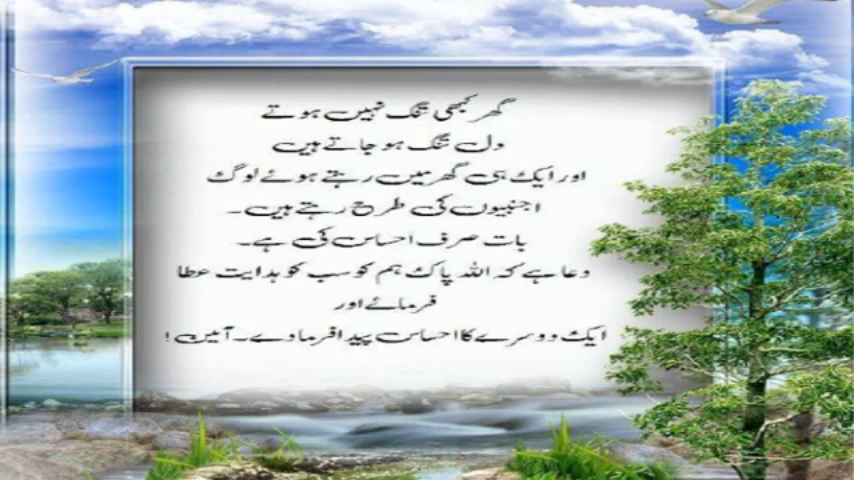 گھر کبھی تنگ نہیں ہوتے
دل تنگ ہو جاتے ہیں
اور ایک ہی گھر میں رہتے ہوئے لوگ
اجنبیوں کی طرح رہتے ہیں۔
بات صرف احساس کی ہے۔
دعا ہے کہ اللہ پاک ہم کو سب کو ہدایت عطا
فرمائے اور
ایک دوسرے کا احساس پیدا فرما دے۔ آمین!